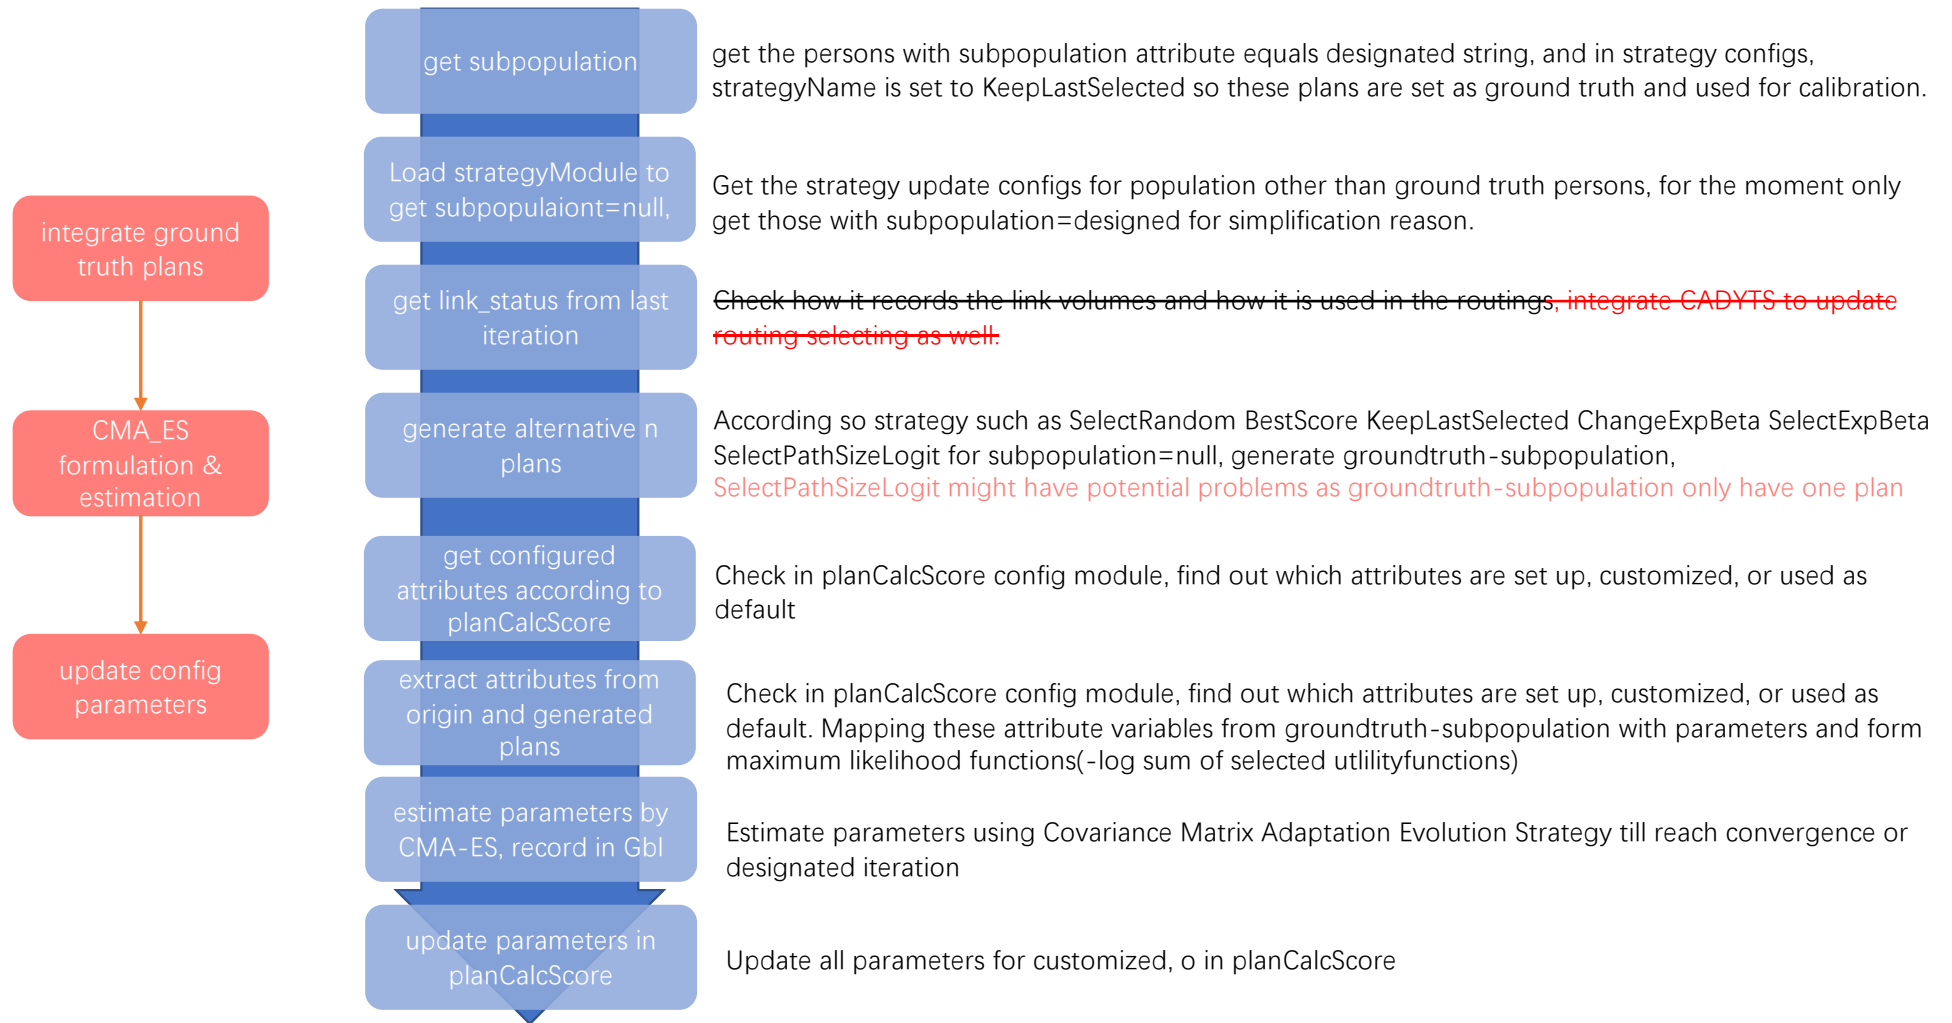 integrate ground
truth plans
CMA_ES
formulation &
estimation
update config
parameters
get subpopulation
get the persons with subpopulation attribute equals designated string, and in strategy configs,
strategyName is set to KeepLastSelected so these plans are set as ground truth and used for calibration.
Load strategyModule to
get subpopulaiont=null,
Get the strategy update configs for population other than ground truth persons, for the moment only
get those with subpopulation=designed for simplification reason.
get link_status from last
iteration
Check how it records the link volumes and how it is used in the routings, integrate CADYTS to update
routing selecting as well.
generate alternative n
plans
According so strategy such as SelectRandom BestScore KeepLastSelected ChangeExpBeta SelectExpBeta
SelectPathSizeLogit for subpopulation=null, generate groundtruth-subpopulation,
SelectPathSizeLogit might have potential problems as groundtruth-subpopulation only have one plan
get configured
attributes according to
planCalcScore
Check in planCalcScore config module, find out which attributes are set up, customized, or used as
default
extract attributes from
origin and generated
plans
Check in planCalcScore config module, find out which attributes are set up, customized, or used as
default. Mapping these attribute variables from groundtruth-subpopulation with parameters and form
maximum likelihood functions(-log sum of selected utlilityfunctions)
estimate parameters by
CMA-ES, record in Gbl
Estimate parameters using Covariance Matrix Adaptation Evolution Strategy till reach convergence or
designated iteration
update parameters in
planCalcScore
Update all parameters for customized, o in planCalcScore